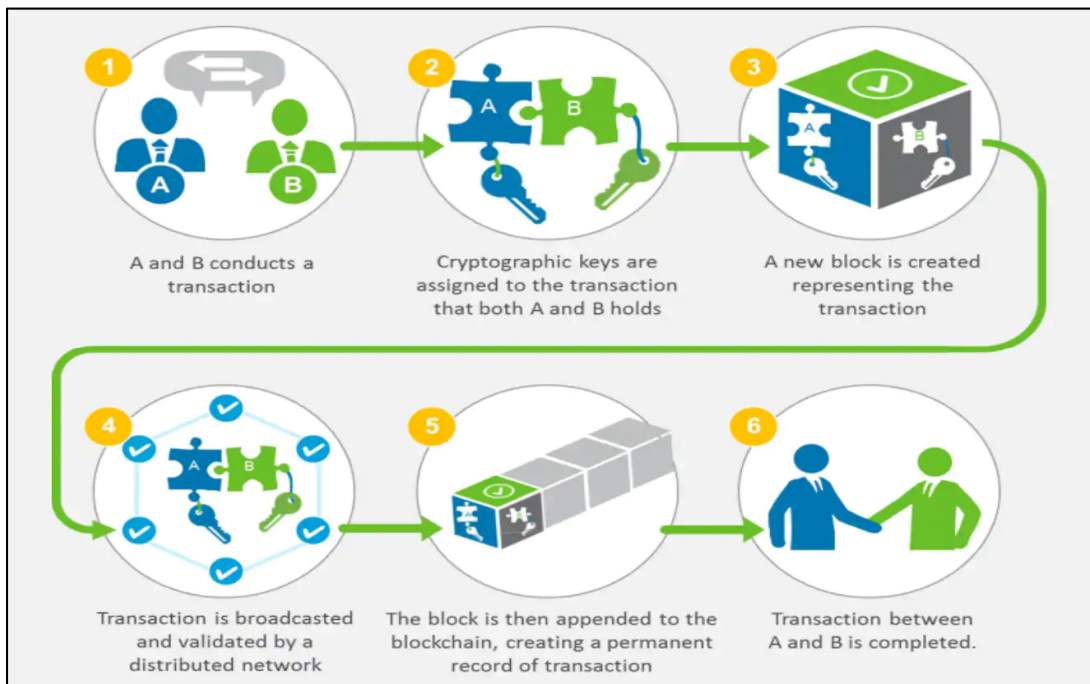 1
A
B
A and B conducts a
transaction
2
A
B
Cryptographic keys are
assigned to the transaction
that both A and B holds
3
A
B
A new block is created
representing the
transaction
4
A
B
Transaction is broadcasted
and validated by a
distributed network
5
A
The block is then appended to the
blockchain, creating a permanent
record of transaction
6
Transaction between
A and B is completed.